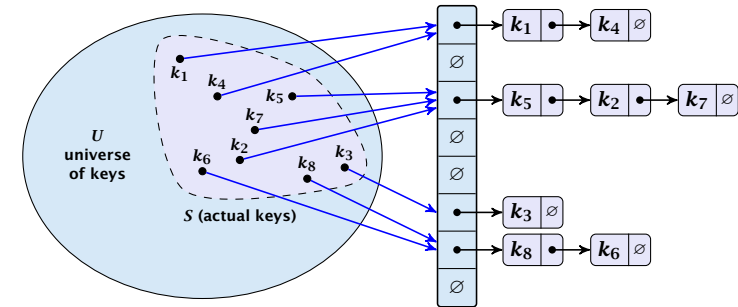 k₁ k₄
∅
k₁
k₄
k₅
k₅ k₂ k₇ ∅
U
universe
of keys
k₇
∅
k₂
k₆
k₈
k₃
∅
S (actual keys)
k₃ ∅
k₈ k₆ ∅
∅